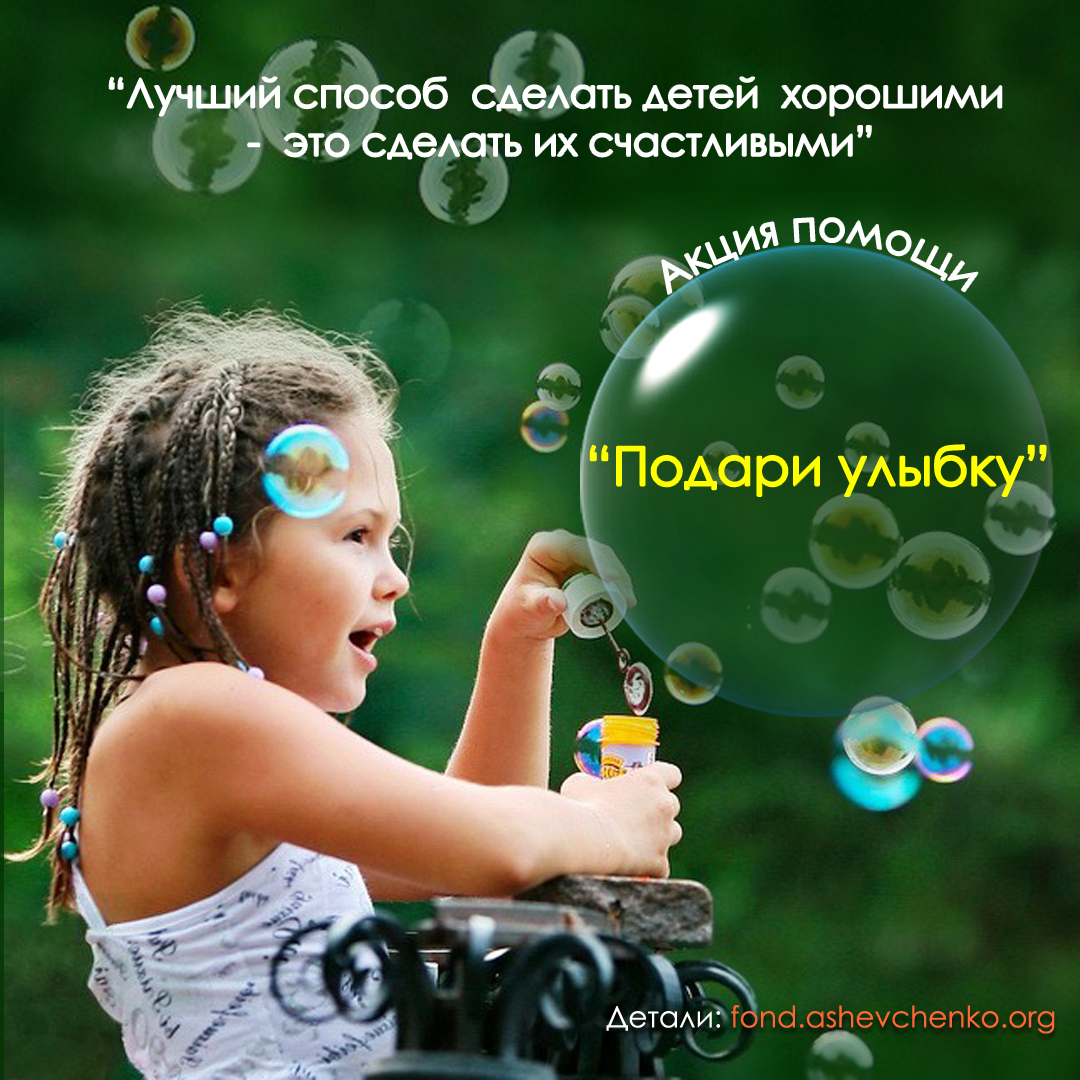 “Лучший способ сделать детей хорошими
- это сделать их счастливыми”
Акция помощи
“Подари улыбку”
Детали: fond.ashevchenko.org